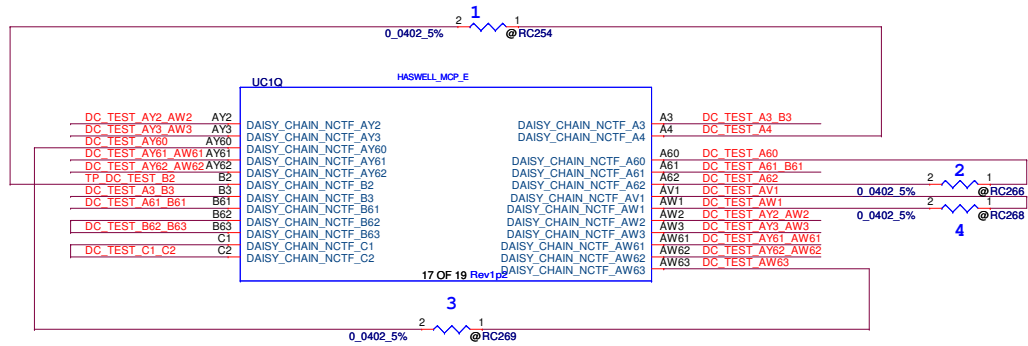 1
2 1
0_0402_5% @RC254
UC1Q
HASWELL_MCP_E
DC_TEST_AY2_AW2 AY2 DAISY_CHAIN_NCTF_AY2
DC_TEST_AY3_AW3 AY3 DAISY_CHAIN_NCTF_AY3
DC_TEST_AY60 AY60 DAISY_CHAIN_NCTF_AY60
DC_TEST_AY61_AW61 AY61 DAISY_CHAIN_NCTF_AY61
DC_TEST_AY62_AW62 AY62 DAISY_CHAIN_NCTF_AY62
TP_DC_TEST_B2 B2 DAISY_CHAIN_NCTF_B2
DC_TEST_A3_B3 B3 DAISY_CHAIN_NCTF_B3
DC_TEST_A61_B61 B61 DAISY_CHAIN_NCTF_B61
B62 DAISY_CHAIN_NCTF_B62
DC_TEST_B62_B63 B63 DAISY_CHAIN_NCTF_B63
C1 DAISY_CHAIN_NCTF_C1
DC_TEST_C1_C2 C2 DAISY_CHAIN_NCTF_C2
DAISY_CHAIN_NCTF_A3 A3 DC_TEST_A3_B3
DAISY_CHAIN_NCTF_A4 A4 DC_TEST_A4
DAISY_CHAIN_NCTF_A60 A60 DC_TEST_A60
DAISY_CHAIN_NCTF_A61 A61 DC_TEST_A61_B61
DAISY_CHAIN_NCTF_A62 A62 DC_TEST_A62
DAISY_CHAIN_NCTF_AV1 AV1 DC_TEST_AV1
DAISY_CHAIN_NCTF_AW1 AW1 DC_TEST_AW1
DAISY_CHAIN_NCTF_AW2 AW2 DC_TEST_AY2_AW2
DAISY_CHAIN_NCTF_AW3 AW3 DC_TEST_AY3_AW3
DAISY_CHAIN_NCTF_AW61 AW61 DC_TEST_AY61_AW61
DAISY_CHAIN_NCTF_AW62 AW62 DC_TEST_AY62_AW62
DAISY_CHAIN_NCTF_AW63 AW63 DC_TEST_AW63
17 OF 19 Rev1p2
2
2 1
0_0402_5% @RC266
2 1
0_0402_5% @RC268
4
3
2 1
0_0402_5% @RC269